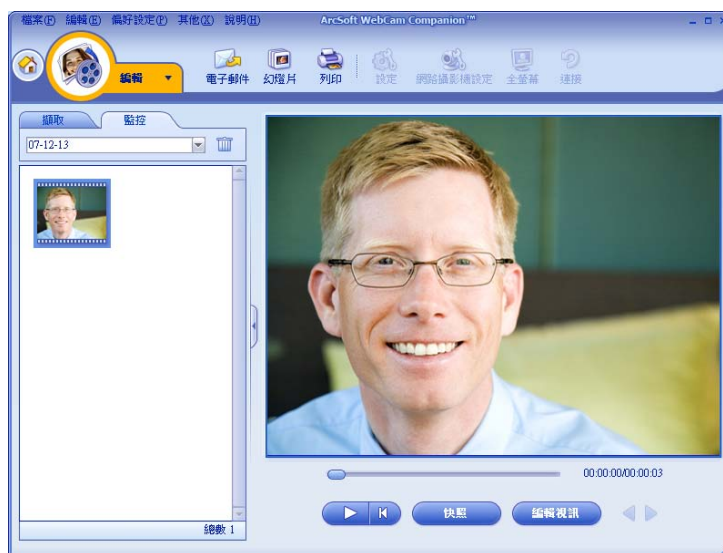 檔案(F) 編輯(E) 偏好設定(P) 其他(X) 說明(H) ArcSoft WebCam Companion™
編輯 電子郵件 幻燈片 列印 設定 網路攝影機設定 全螢幕 連接
擷取 監控
07-12-13
00:00:00/00:00:03
快照 編輯視訊
總數 1